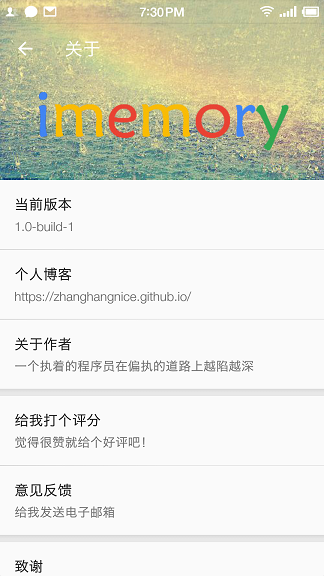 7:30 PM
关于
imemory
当前版本
1.0-build-1
个人博客
https://zhanghangnice.github.io/
关于作者
一个执着的程序员在偏执的道路上越陷越深
给我打个评分
觉得很赞就给个好评吧!
意见反馈
给我发送电子邮箱
致谢